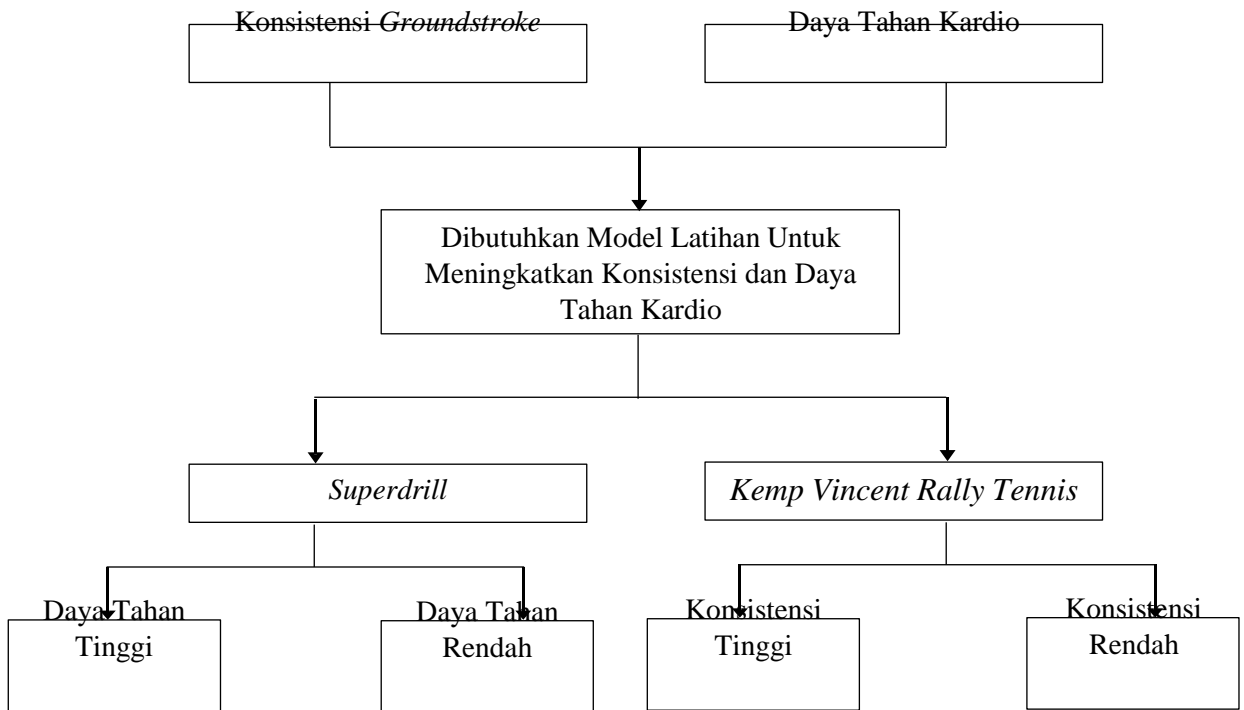 Konsistensi Groundstroke
Daya Tahan Kardio
Dibutuhkan Model Latihan Untuk
Meningkatkan Konsistensi dan Daya
Tahan Kardio
Superdrill
Kemp Vincent Rally Tennis
Daya Tahan
Tinggi
Daya Tahan
Rendah
Konsistensi
Tinggi
Konsistensi
Rendah